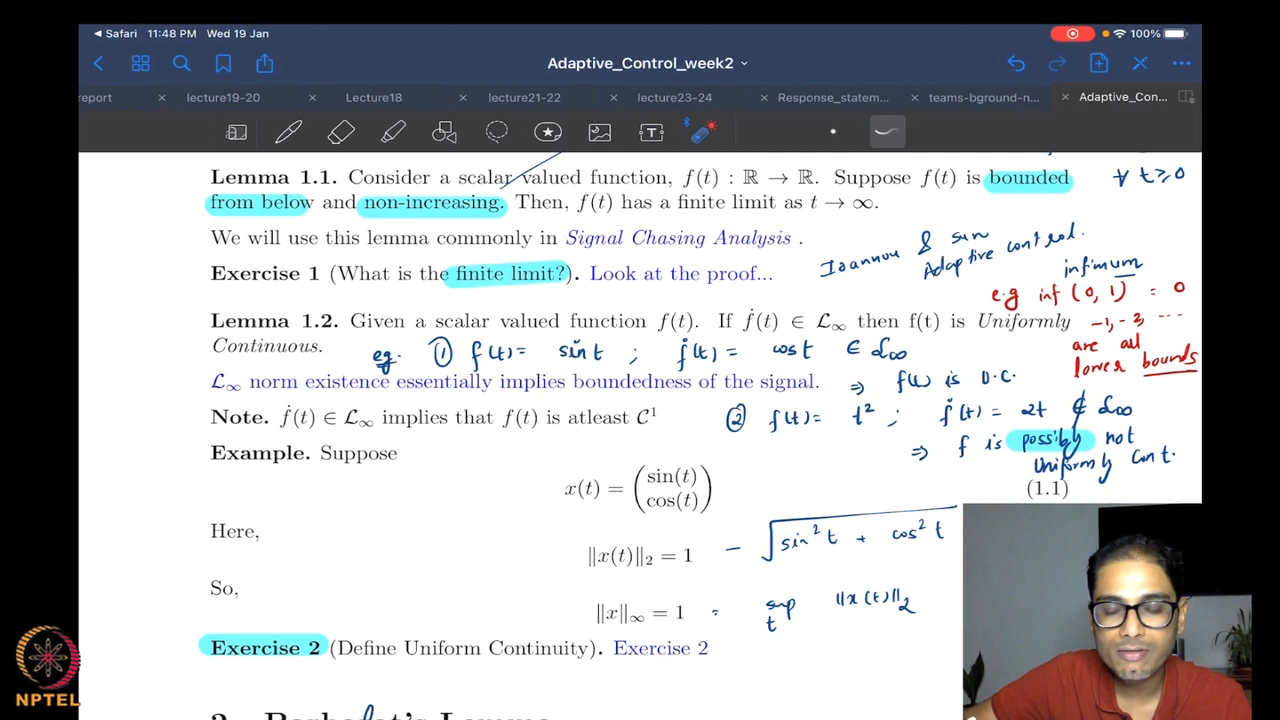 Safari 11:48 PM Wed 19 Jan 100%
Adaptive_Control_week2
report lecture19-20 Lecture18 lecture21-22 lecture23-24 Response_statem... teams-bground-n... Adaptive_Con...
Lemma 1.1. Consider a scalar valued function, f(t) : ℝ → ℝ. Suppose f(t) is bounded ∀ t ≥ 0
from below and non-increasing. Then, f(t) has a finite limit as t → ∞.
We will use this lemma commonly in Signal Chasing Analysis .
Ioannou & Sun
Adaptive control.
Exercise 1 (What is the finite limit?). Look at the proof...
infimum
e.g inf (0, 1) = 0
-1, -2, ...
are all
lower bounds
Lemma 1.2. Given a scalar valued function f(t). If ḟ(t) ∈ ℒ∞ then f(t) is Uniformly
Continuous.
eg. ① f(t) = sin t ; ḟ(t) = cos t ∈ ℒ∞
⇒ f(t) is U.C.
ℒ∞ norm existence essentially implies boundedness of the signal.
Note. ḟ(t) ∈ ℒ∞ implies that f(t) is atleast 𝒞¹
② f(t) = t² ; ḟ(t) = 2t ∉ ℒ∞
⇒ f is possibly not
Uniformly Cont.
Example. Suppose
x(t) = ( sin(t)
cos(t) ) (1.1)
Here,
‖x(t)‖₂ = 1 - √sin² t + cos² t
So,
‖x‖∞ = 1 = sup ‖x(t)‖₂
t
Exercise 2 (Define Uniform Continuity). Exercise 2
NPTEL